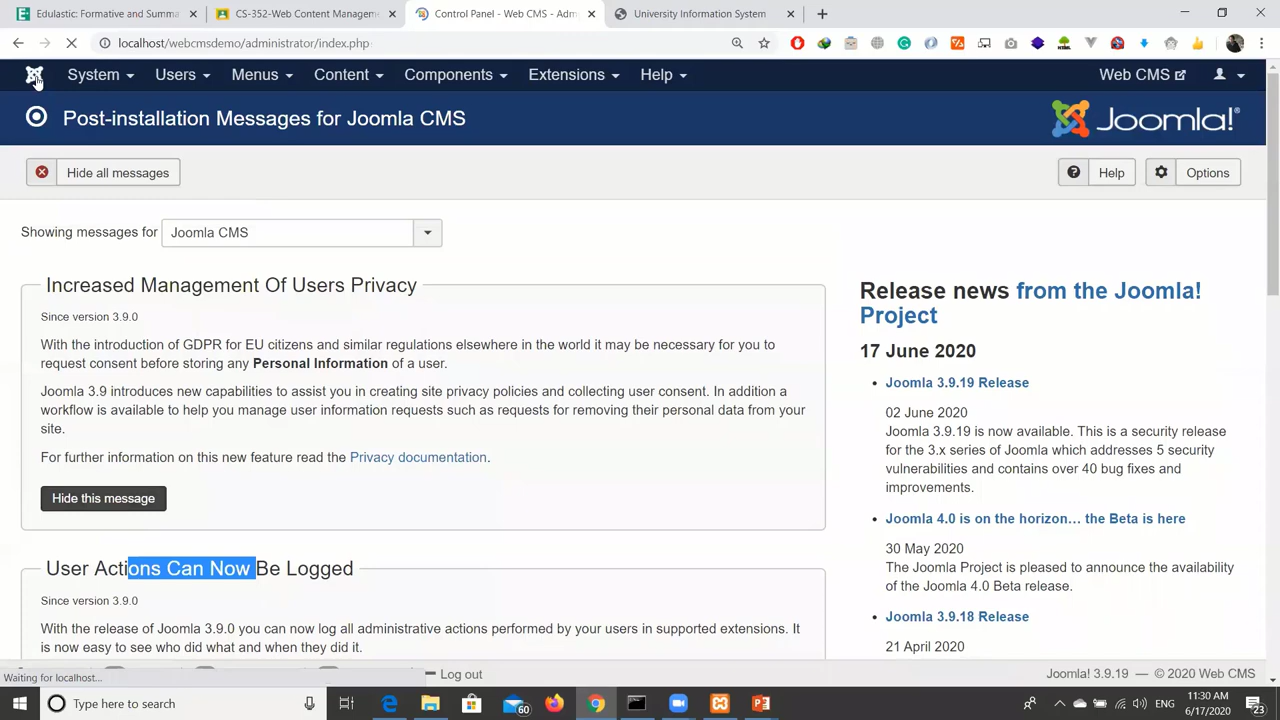 Edulastic: Formative and Summa
CS-352-Web Content Managem
Control Panel - Web CMS - Adm
University Information System
localhost/webcmsdemo/administrator/index.php
System Users Menus Content Components Extensions Help Web CMS
Post-installation Messages for Joomla CMS
Joomla!
Hide all messages
Help
Options
Showing messages for Joomla CMS
Increased Management Of Users Privacy
Since version 3.9.0
With the introduction of GDPR for EU citizens and similar regulations elsewhere in the world it may be necessary for you to
request consent before storing any Personal Information of a user.
Joomla 3.9 introduces new capabilities to assist you in creating site privacy policies and collecting user consent. In addition a
workflow is available to help you manage user information requests such as requests for removing their personal data from your
site.
For further information on this new feature read the Privacy documentation.
Hide this message
User Actions Can Now Be Logged
Since version 3.9.0
With the release of Joomla 3.9.0 you can now log all administrative actions performed by your users in supported extensions. It
is now easy to see who did what and when they did it.
Release news from the Joomla!
Project
17 June 2020
Joomla 3.9.19 Release
02 June 2020
Joomla 3.9.19 is now available. This is a security release
for the 3.x series of Joomla which addresses 5 security
vulnerabilities and contains over 40 bug fixes and
improvements.
Joomla 4.0 is on the horizon… the Beta is here
30 May 2020
The Joomla Project is pleased to announce the availability
of the Joomla 4.0 Beta release.
Joomla 3.9.18 Release
21 April 2020
Waiting for localhost...
Log out
Joomla! 3.9.19 — © 2020 Web CMS
Type here to search
60
ENG
11:30 AM
6/17/2020
23